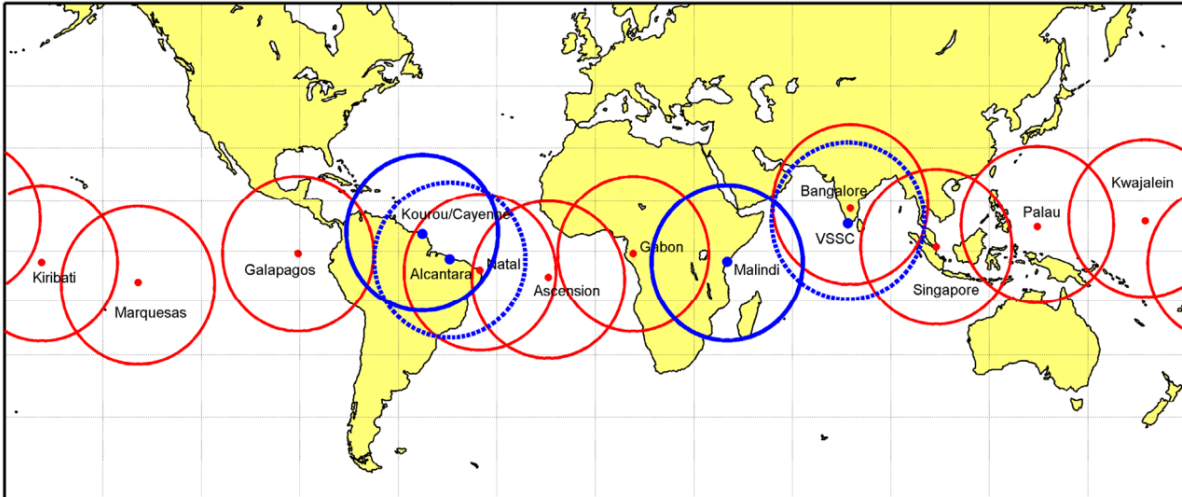 Kwajalein
Bangalore
Palau
Kourou/Cayenne
VSSC
Gabon
Natal
Malindi
Galapagos
Alcantara
Kiribati
Singapore
Ascension
Marquesas